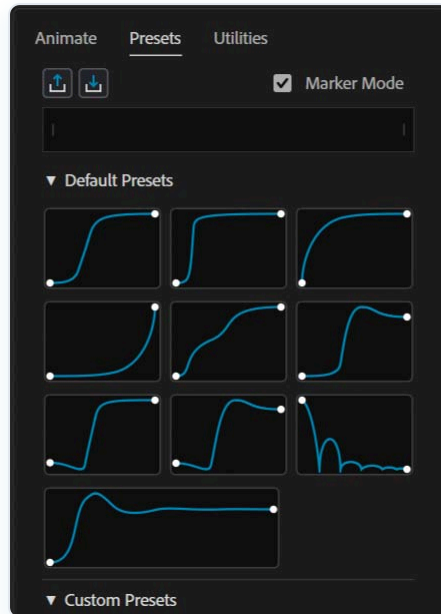 Animate Presets Utilities
Marker Mode
▼ Default Presets
▼ Custom Presets